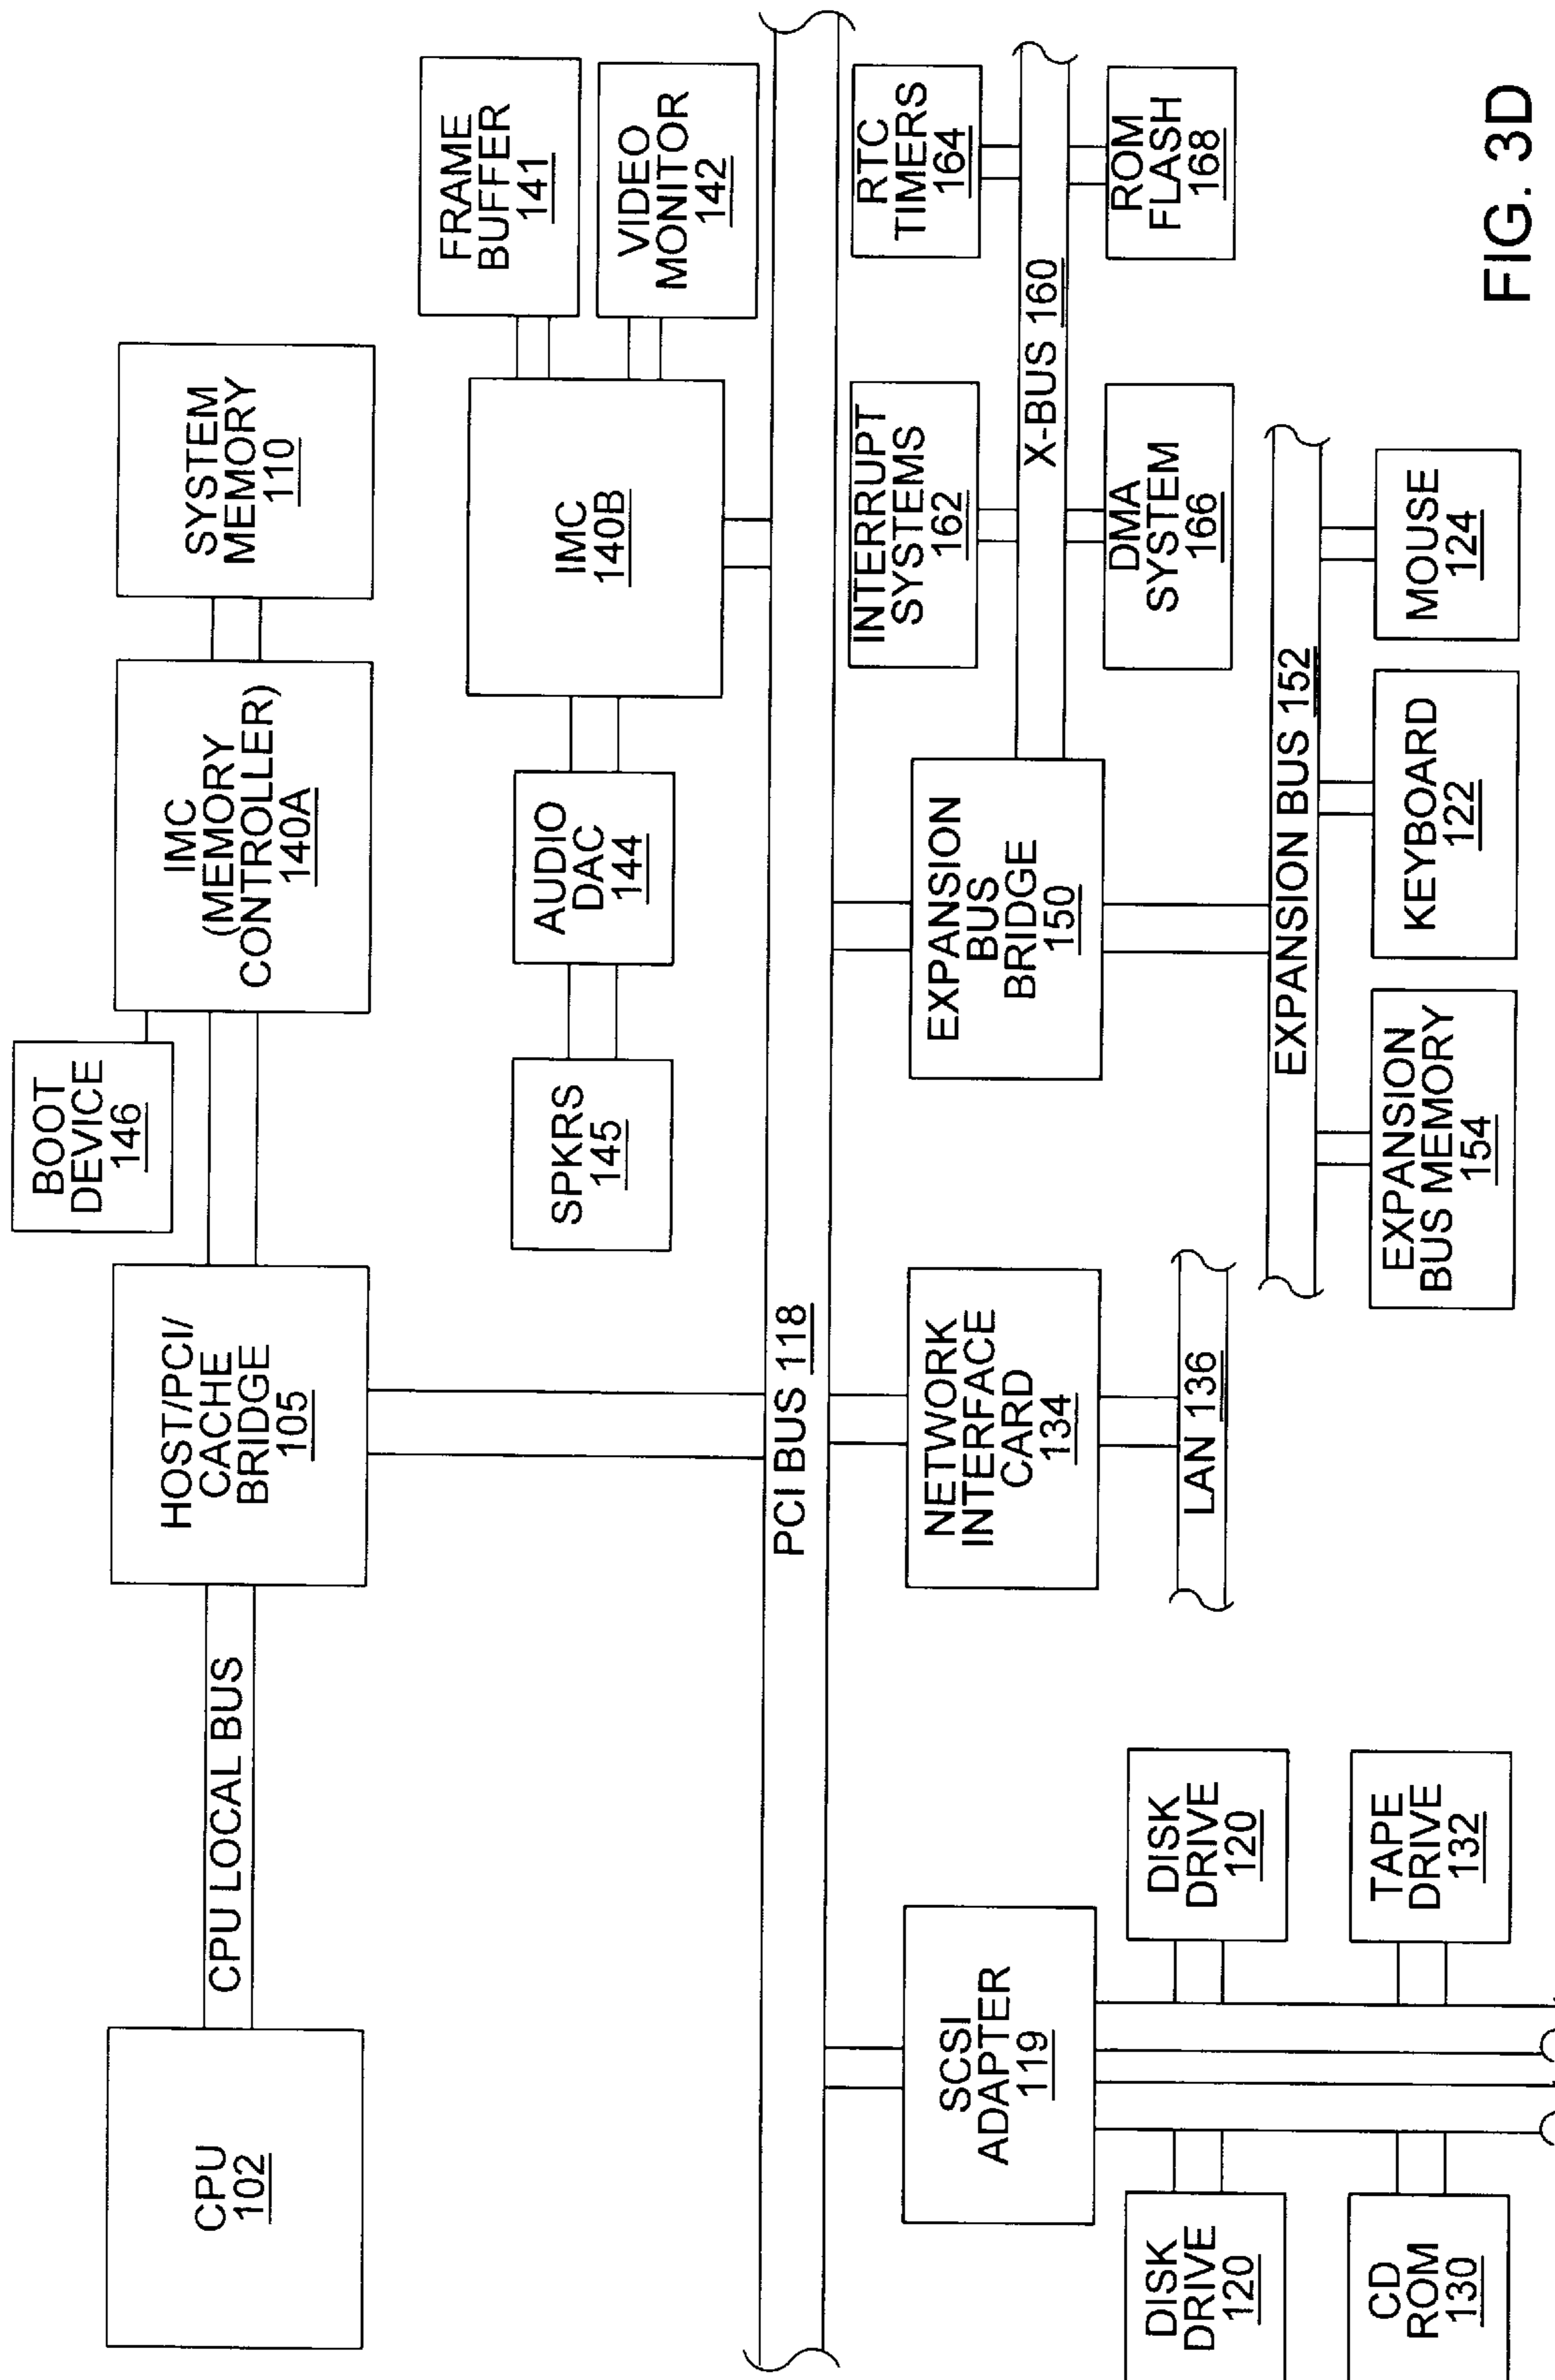 CPU
102
CPU LOCAL BUS
HOST/PCI/
CACHE
BRIDGE
105
BOOT
DEVICE
146
IMC
(MEMORY
CONTROLLER)
140A
SYSTEM
MEMORY
110
SPKRS
145
AUDIO
DAC
144
IMC
140B
FRAME
BUFFER
141
VIDEO
MONITOR
142
PCI BUS 118
SCSI
ADAPTER
119
DISK
DRIVE
120
DISK
DRIVE
120
CD
ROM
130
TAPE
DRIVE
132
NETWORK
INTERFACE
CARD
134
LAN 136
EXPANSION
BUS
BRIDGE
150
INTERRUPT
SYSTEMS
162
RTC
TIMERS
164
X-BUS 160
DMA
SYSTEM
166
ROM
FLASH
168
EXPANSION BUS 152
EXPANSION
BUS MEMORY
154
KEYBOARD
122
MOUSE
124
FIG. 3D